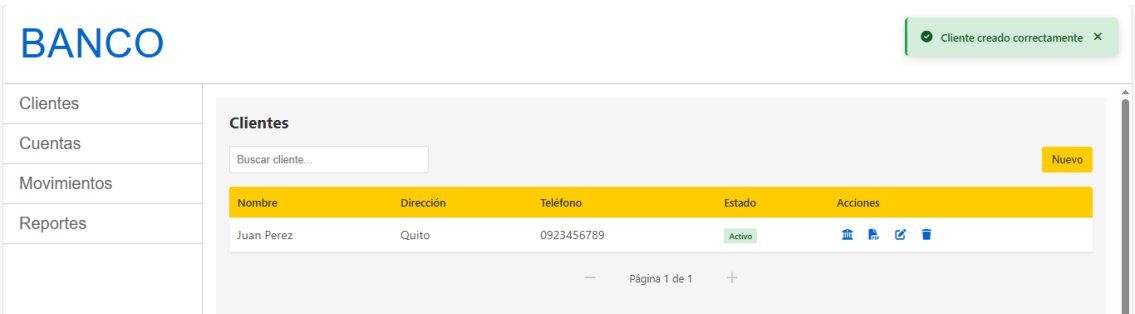 BANCO
Cliente creado correctamente ×
Clientes
Cuentas
Movimientos
Reportes
Clientes
Buscar cliente...
Nuevo
Nombre Dirección Teléfono Estado Acciones
Juan Perez Quito 0923456789 Activo PDF
— Página 1 de 1 +